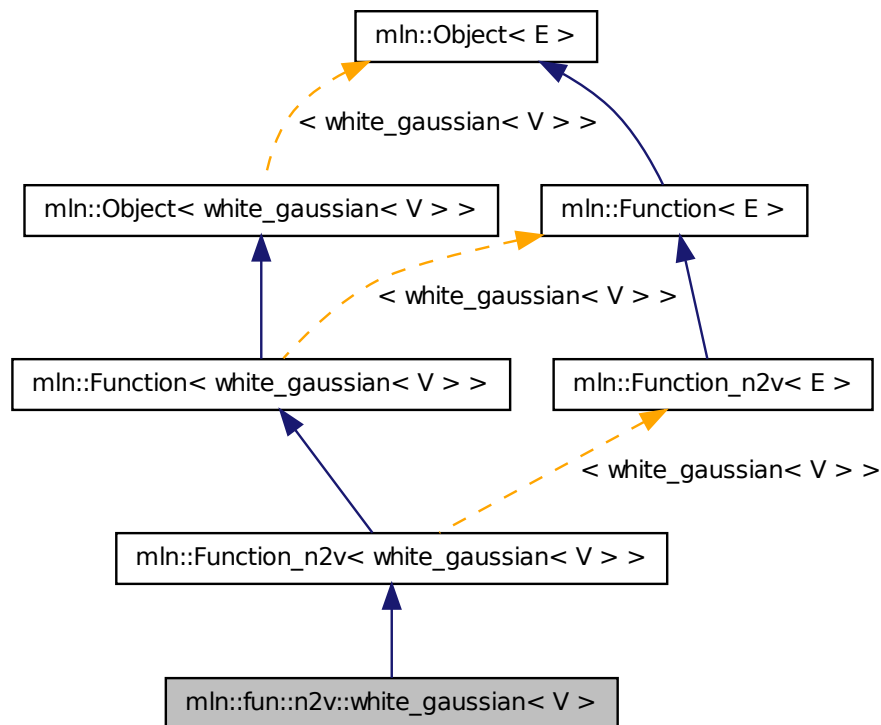 mln::Object< E >
< white_gaussian< V > >
mln::Object< white_gaussian< V > >
mln::Function< E >
< white_gaussian< V > >
mln::Function< white_gaussian< V > >
mln::Function_n2v< E >
< white_gaussian< V > >
mln::Function_n2v< white_gaussian< V > >
mln::fun::n2v::white_gaussian< V >